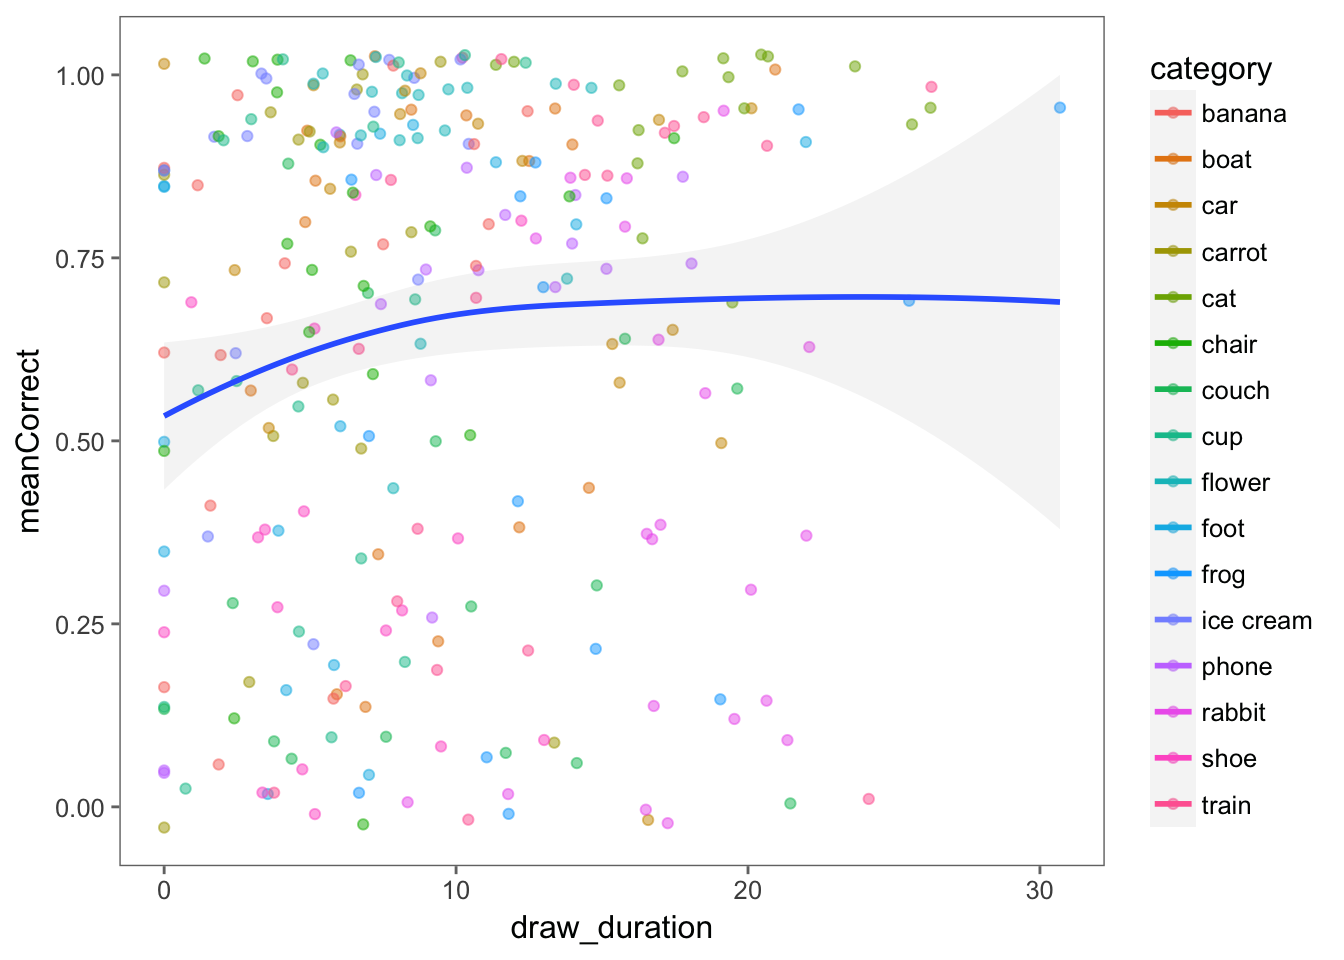 meanCorrect
1.00
0.75
0.50
0.25
0.00
0
10
20
30
draw_duration
category
banana
boat
car
carrot
cat
chair
couch
cup
flower
foot
frog
ice cream
phone
rabbit
shoe
train